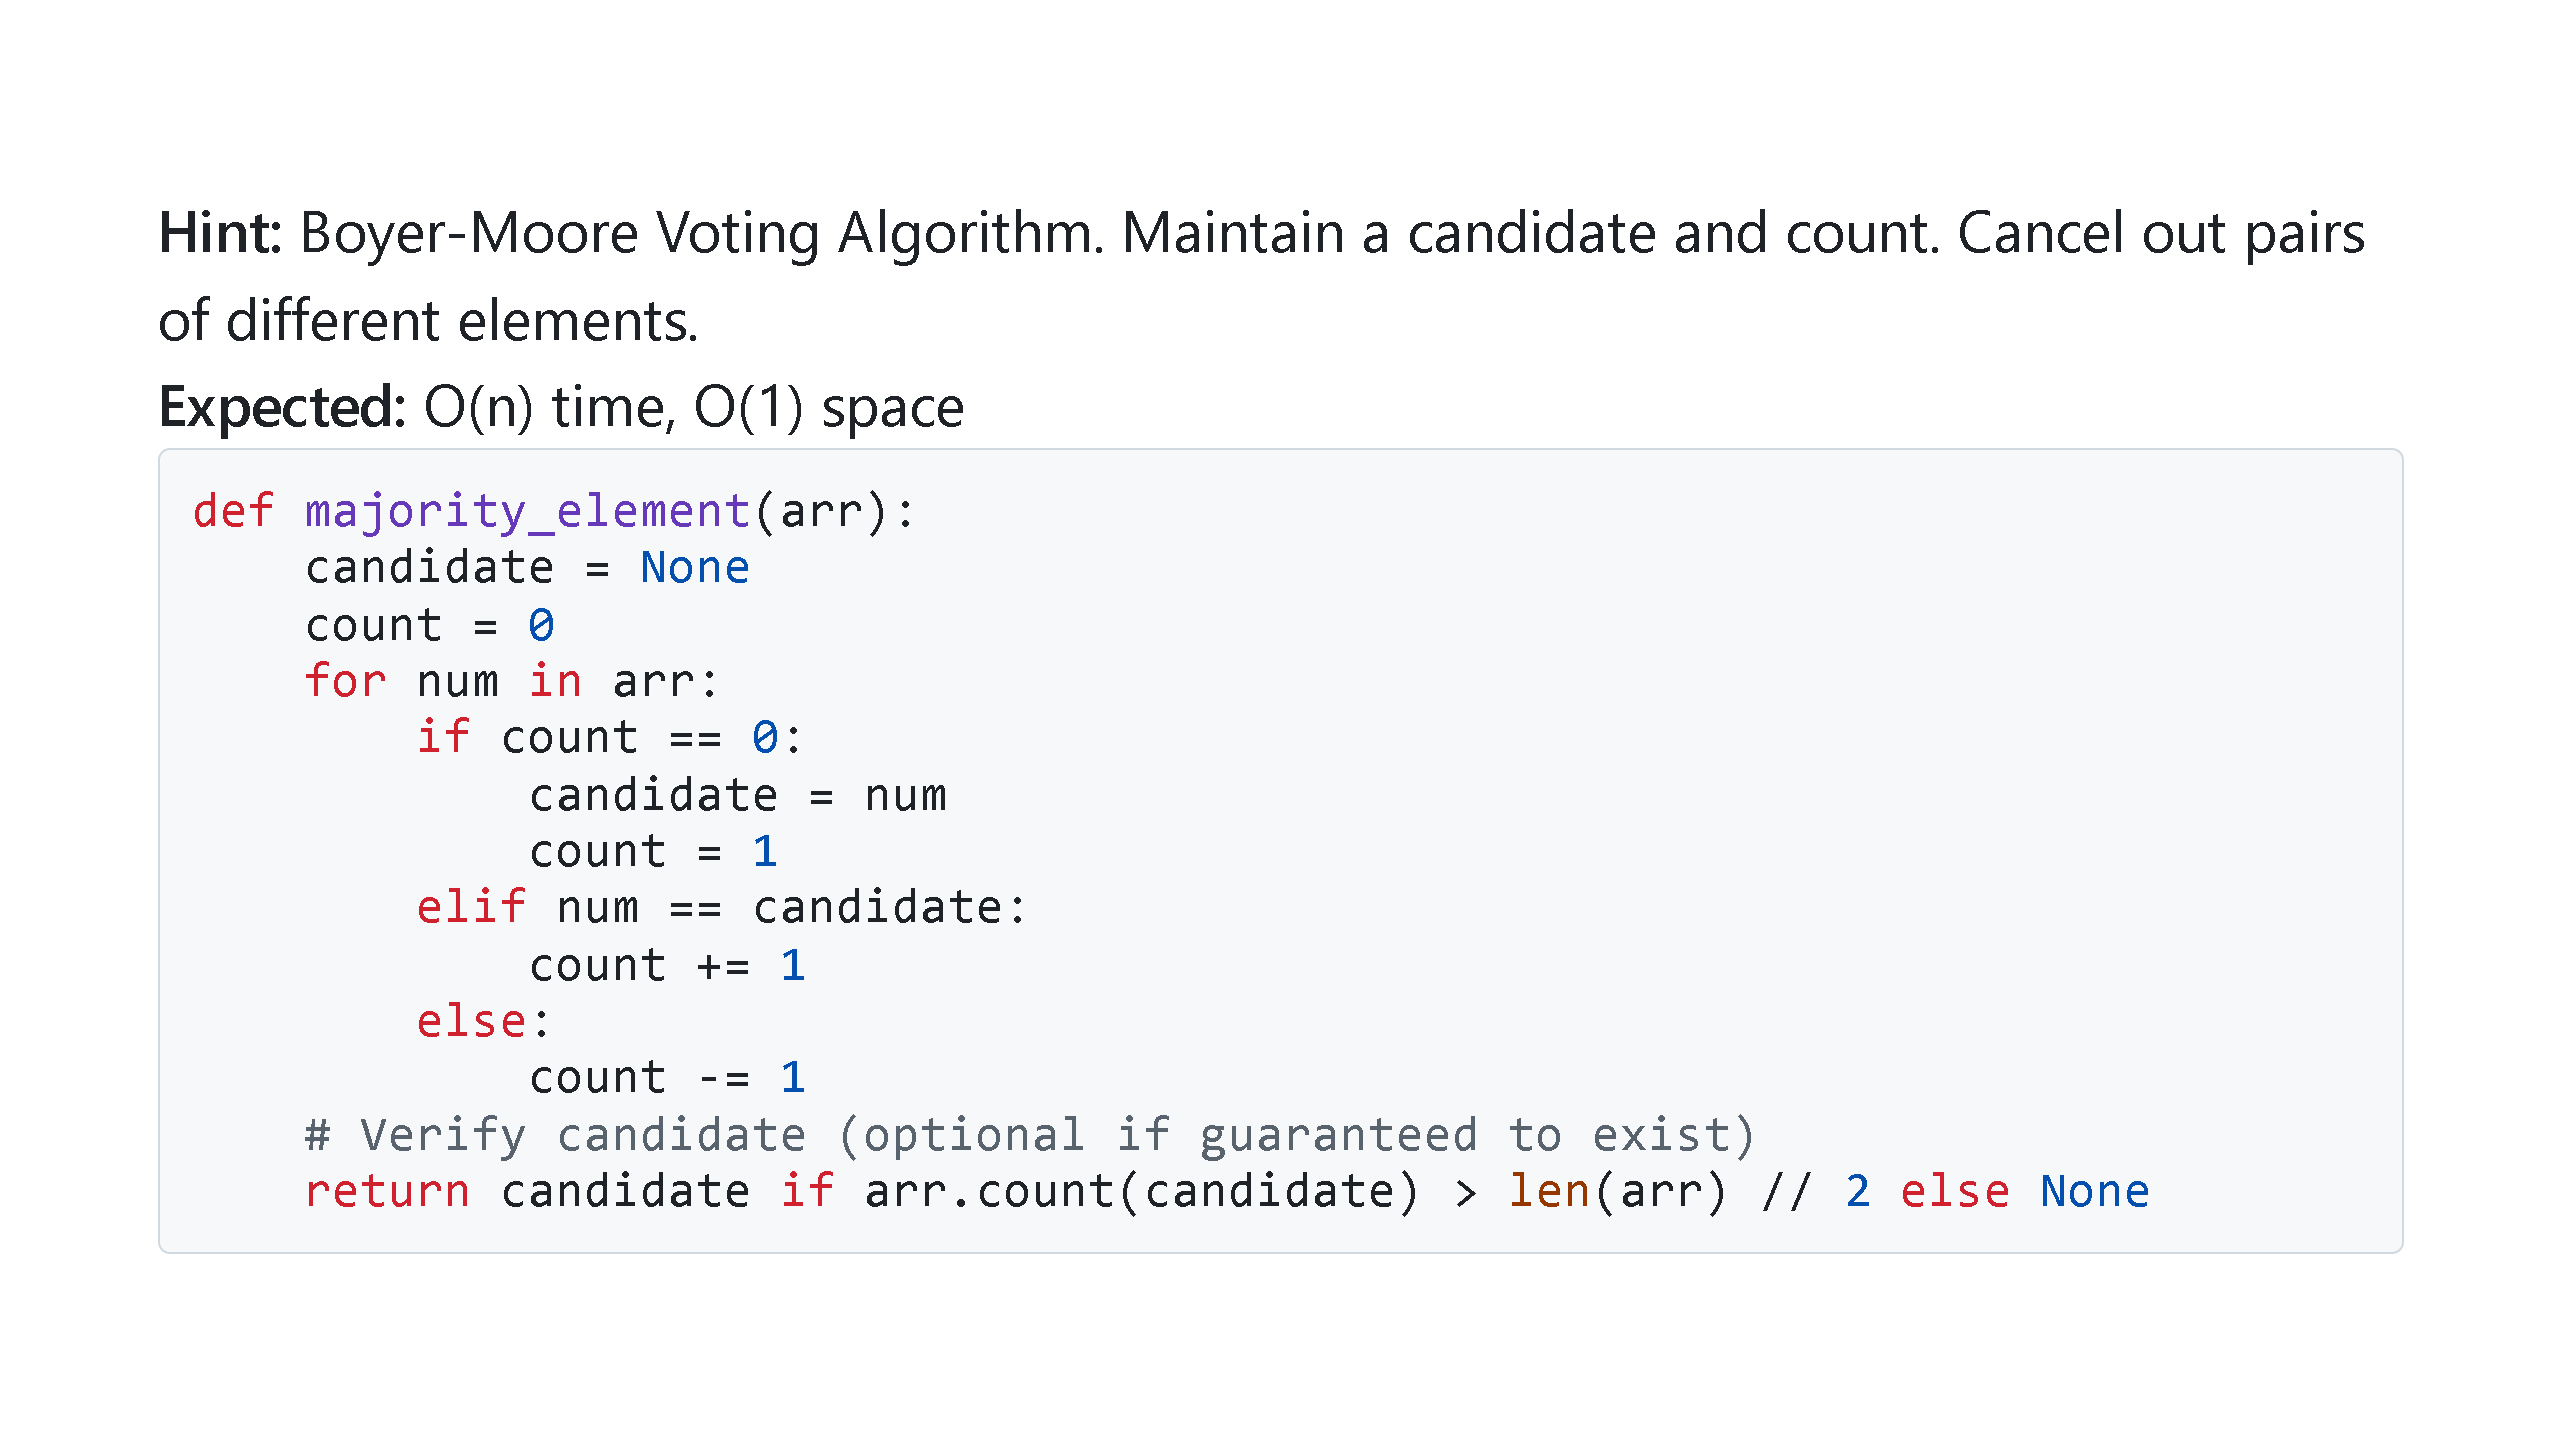 Hint: Boyer-Moore Voting Algorithm. Maintain a candidate and count. Cancel out pairs
of different elements.
Expected: O(n) time, O(1) space
def majority_element(arr):
    candidate = None
    count = 0
    for num in arr:
        if count == 0:
            candidate = num
            count = 1
        elif num == candidate:
            count += 1
        else:
            count -= 1
    # Verify candidate (optional if guaranteed to exist)
    return candidate if arr.count(candidate) > len(arr) // 2 else None